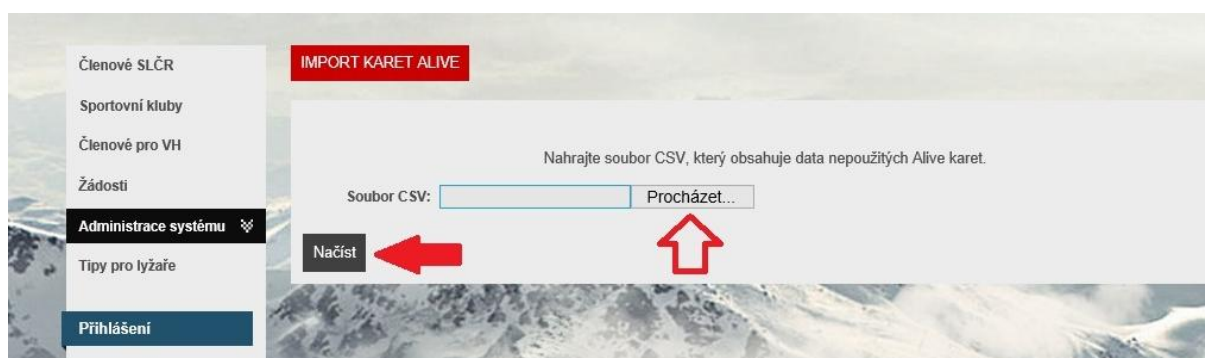 Členové SLČR
Sportovní kluby
Členové pro VH
Žádosti
Administrace systému
Tipy pro lyžaře
Přihlášení
IMPORT KARET ALIVE
Nahrajte soubor CSV, který obsahuje data nepoužitých Alive karet.
Soubor CSV: Procházet...
Načíst